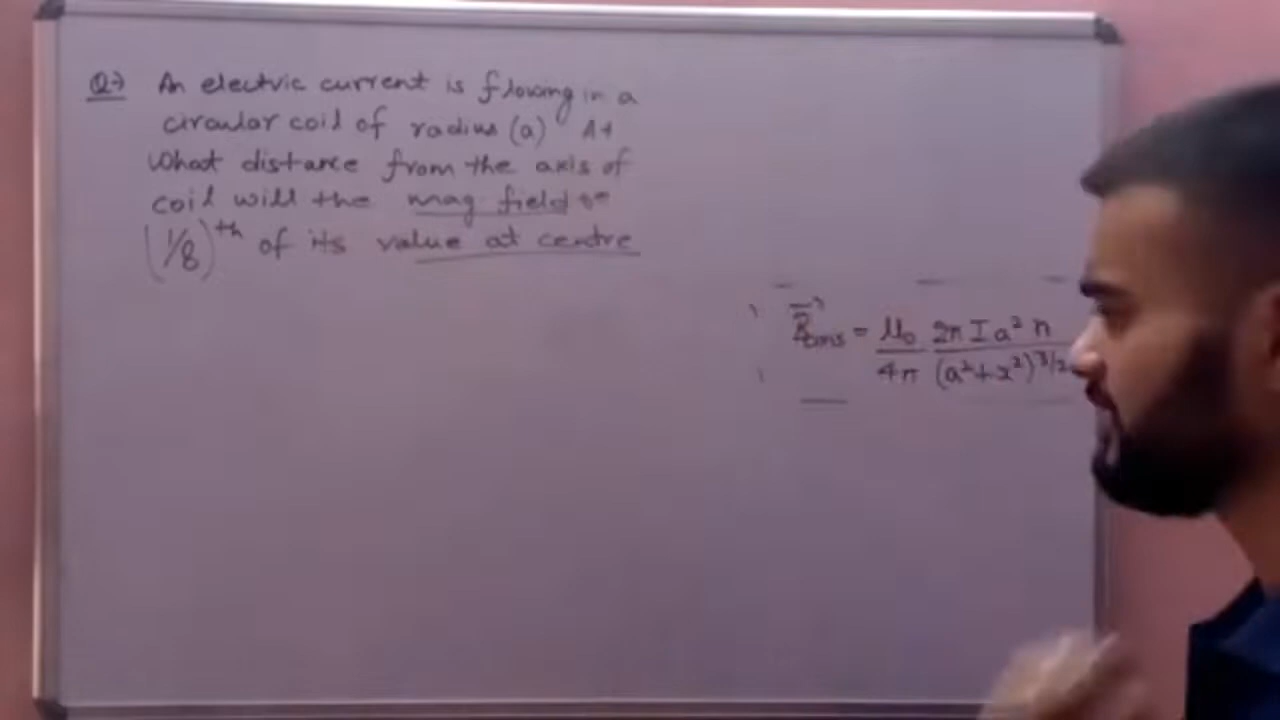 Q→ An electric current is flowing in a
circular coil of radius (a) At
what distance from the axis of
coil will the mag field be
(1/8)th of its value at centre
B = μ₀ 2π I a² n
4π (a²+x²)^3/2